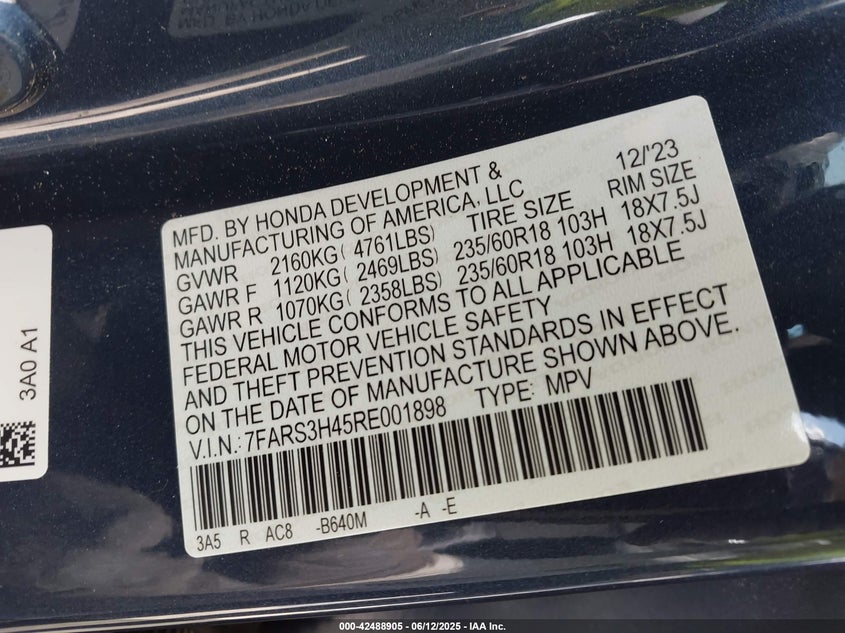 MFD. BY HONDA DEVELOPMENT & 12/'23
MANUFACTURING OF AMERICA, LLC
GVWR 2160KG( 4761LBS) TIRE SIZE RIM SIZE
GAWR F 1120KG( 2469LBS) 235/60R18 103H 18X7.5J
GAWR R 1070KG( 2358LBS) 235/60R18 103H 18X7.5J
THIS VEHICLE CONFORMS TO ALL APPLICABLE
FEDERAL MOTOR VEHICLE SAFETY
AND THEFT PREVENTION STANDARDS IN EFFECT
ON THE DATE OF MANUFACTURE SHOWN ABOVE.
V.I.N.:7FARS3H45RE001898 TYPE: MPV
3A5 R AC8 -B640M -A -E
3A0 A1
000-42488905 - 06/12/2025 - IAA Inc.